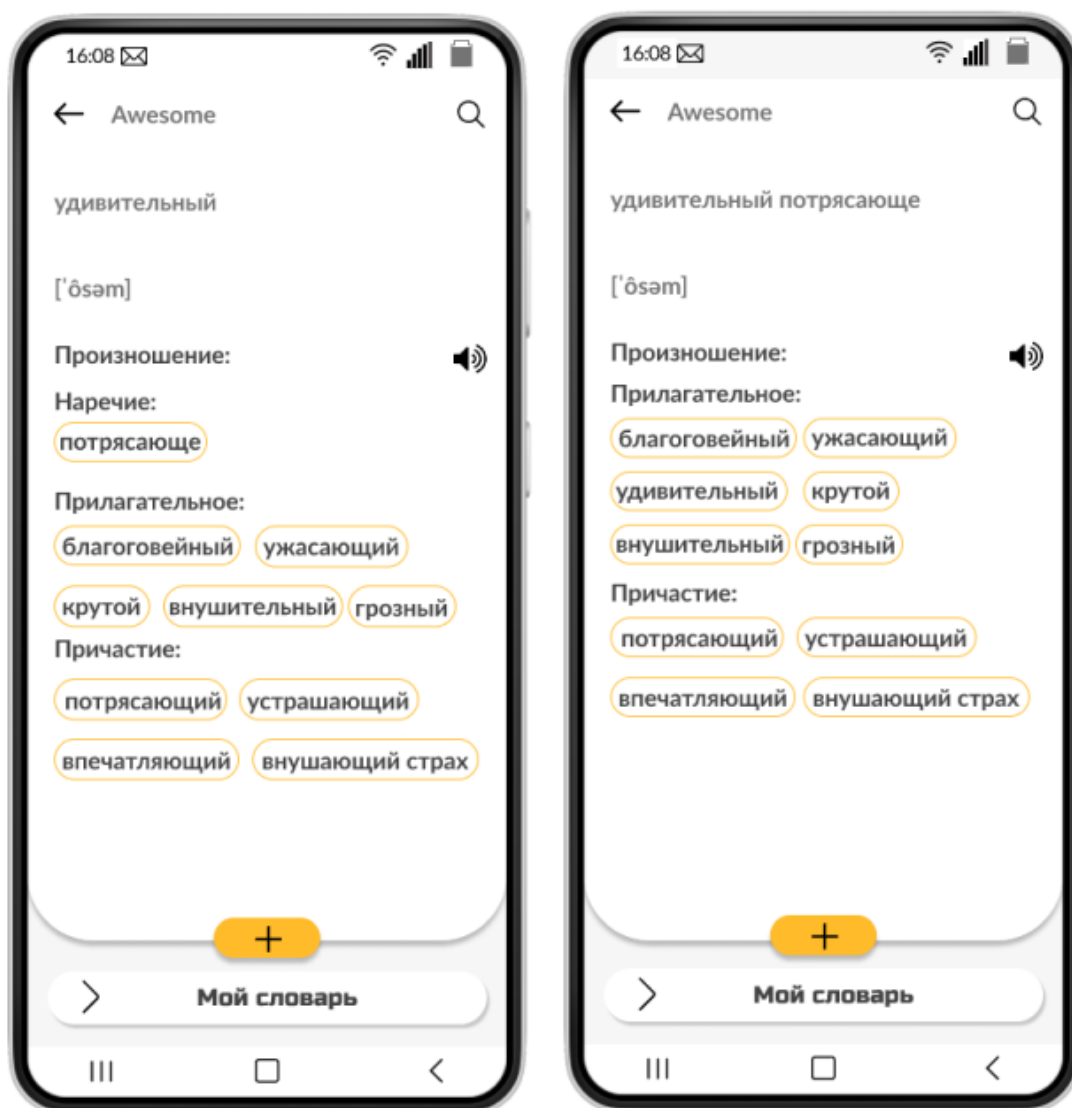 16:08
Awesome
удивительный
['ôsəm]
Произношение:
Наречие:
потрясающе
Прилагательное:
благоговейный ужасающий
крутой внушительный грозный
Причастие:
потрясающий устрашающий
впечатляющий внушающий страх
+
Мой словарь
16:08
Awesome
удивительный потрясающе
['ôsəm]
Произношение:
Прилагательное:
благоговейный ужасающий
удивительный крутой
внушительный грозный
Причастие:
потрясающий устрашающий
впечатляющий внушающий страх
+
Мой словарь